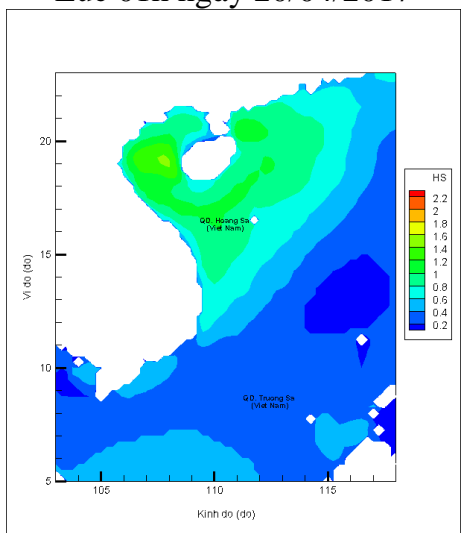 20
15
10
5
105
110
115
Vi do (do)
Kinh do (do)
QD. Hoang Sa
(Viet Nam)
QD. Truong Sa
(Viet Nam)
HS
2.2
2
1.8
1.6
1.4
1.2
1
0.8
0.6
0.4
0.2